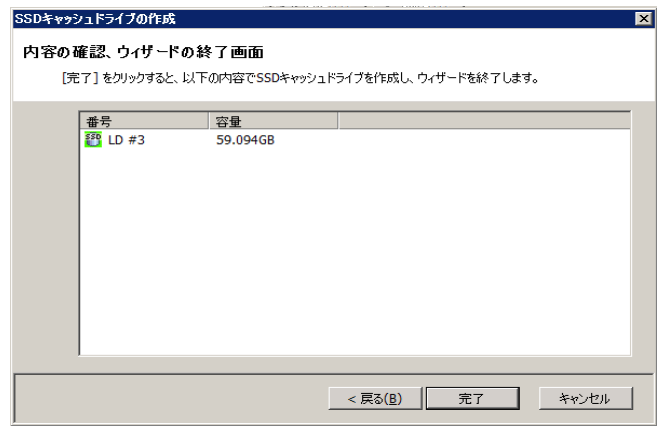 SSDキャッシュドライブの作成
内容の確認、ウィザードの終了画面
[完了] をクリックすると、以下の内容でSSDキャッシュドライブを作成し、ウィザードを終了します。
番号 容量
SSD LD #3 59.094GB
< 戻る(B) 完了 キャンセル